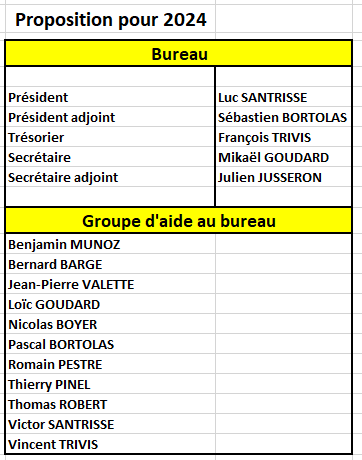 Proposition pour 2024
Bureau
Président Luc SANTRISSE
Président adjoint Sébastien BORTOLAS
Trésorier François TRIVIS
Secrétaire Mikaël GOUDARD
Secrétaire adjoint Julien JUSSERON
Groupe d'aide au bureau
Benjamin MUNOZ
Bernard BARGE
Jean-Pierre VALETTE
Loïc GOUDARD
Nicolas BOYER
Pascal BORTOLAS
Romain PESTRE
Thierry PINEL
Thomas ROBERT
Victor SANTRISSE
Vincent TRIVIS